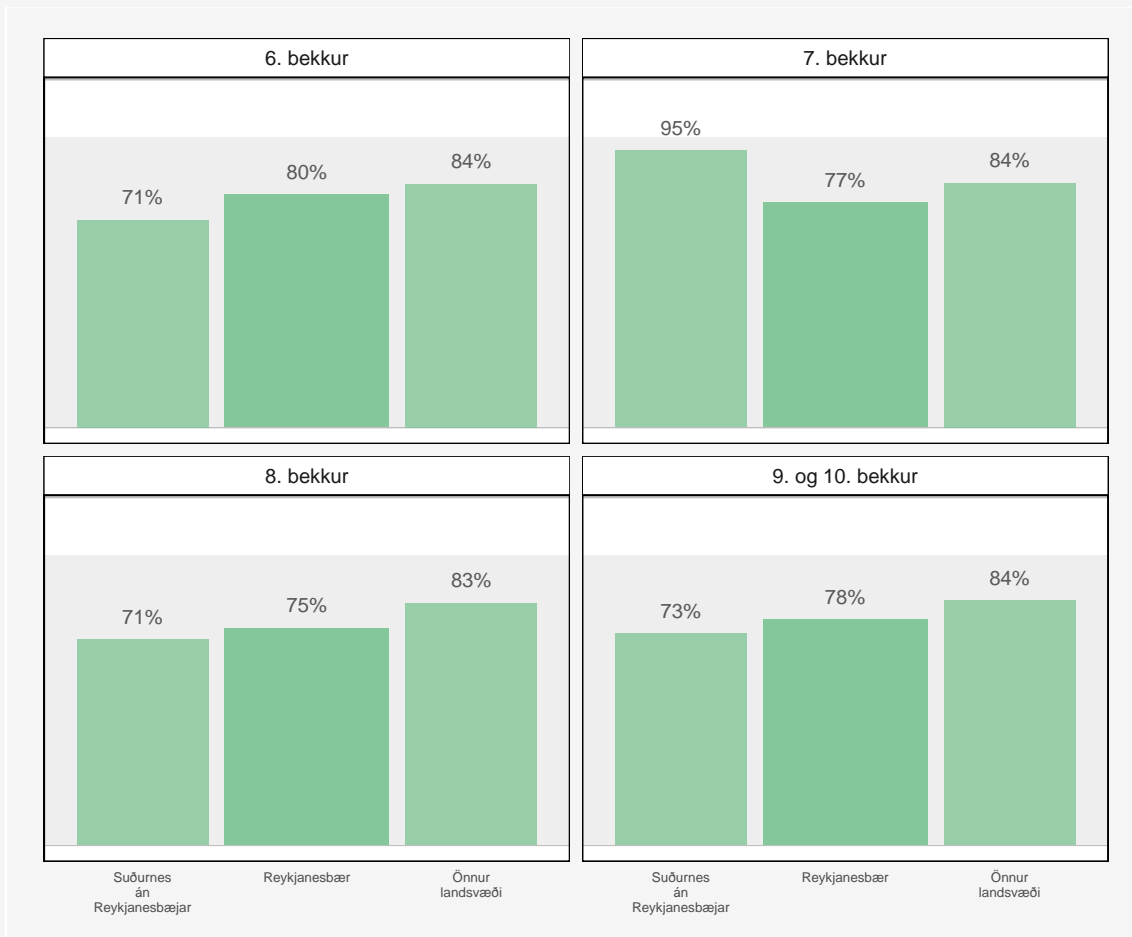 6. bekkur
71%
80%
84%
7. bekkur
95%
77%
84%
8. bekkur
71%
75%
83%
9. og 10. bekkur
73%
78%
84%
Suðurnes
án
Reykjanesbæjar
Reykjanesbær
Önnur
landsvæði
Suðurnes
án
Reykjanesbæjar
Reykjanesbær
Önnur
landsvæði